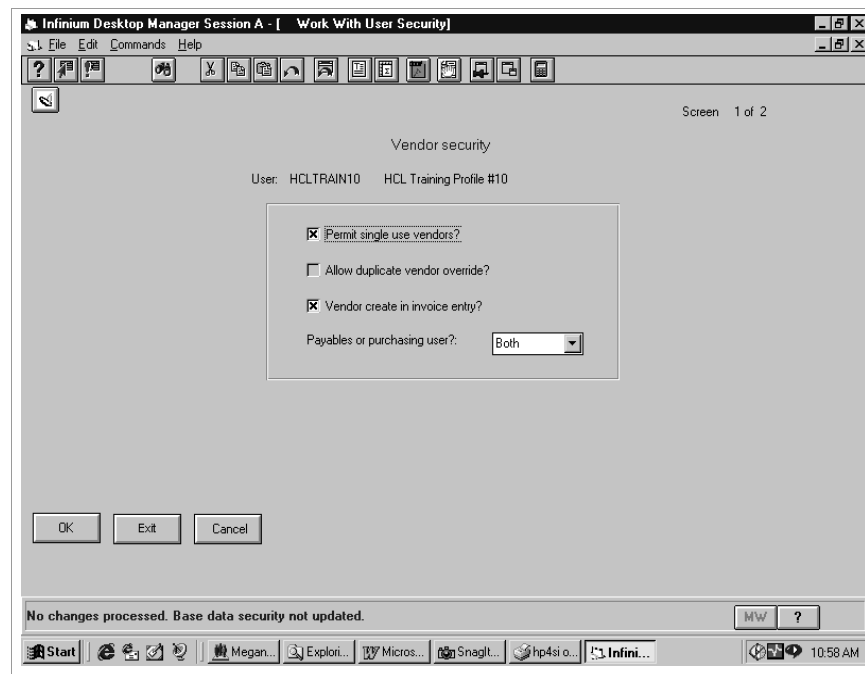 Infinium Desktop Manager Session A - [ Work With User Security]
File Edit Commands Help
Screen 1 of 2
Vendor security
User: HCLTRAIN10 HCL Training Profile #10
Permit single use vendors?
Allow duplicate vendor override?
Vendor create in invoice entry?
Payables or purchasing user?: Both
OK Exit Cancel
No changes processed. Base data security not updated.
MW ?
Start Megan... Explori... Micros... SnagIt... hp4si o... Infini... 10:58 AM